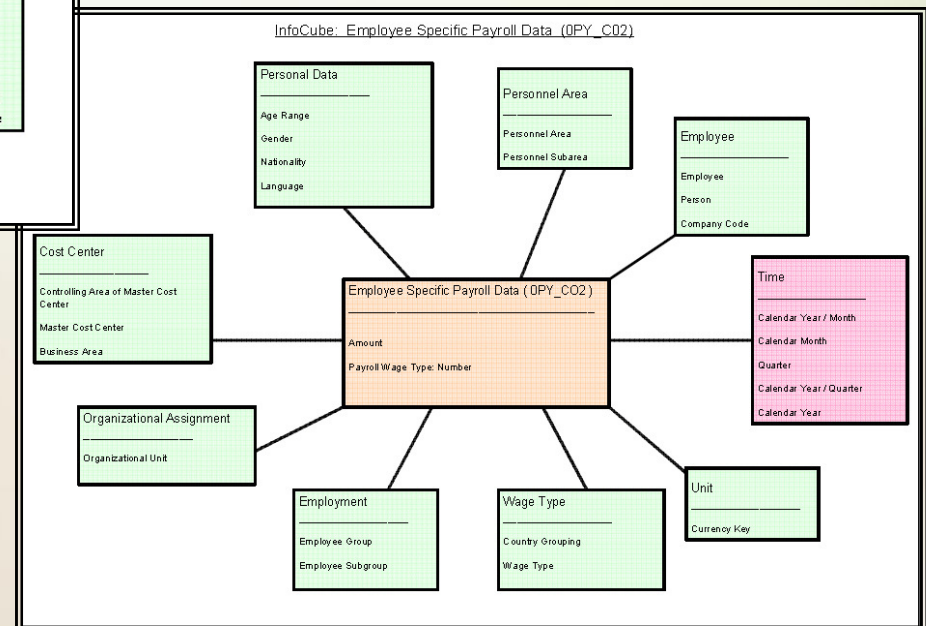 InfoCube: Employee Specific Payroll Data (0PY_C02)
Personal Data
Age Range
Gender
Nationality
Language
Personnel Area
Personnel Area
Personnel Subarea
Employee
Employee
Person
Company Code
Cost Center
Controlling Area of Master Cost
Center
Master Cost Center
Business Area
Employee Specific Payroll Data ( 0PY_CO2 )
Amount
Payroll Wage Type: Number
Time
Calendar Year / Month
Calendar Month
Quarter
Calendar Year / Quarter
Calendar Year
Organizational Assignment
Organizational Unit
Employment
Employee Group
Employee Subgroup
Wage Type
Country Grouping
Wage Type
Unit
Currency Key